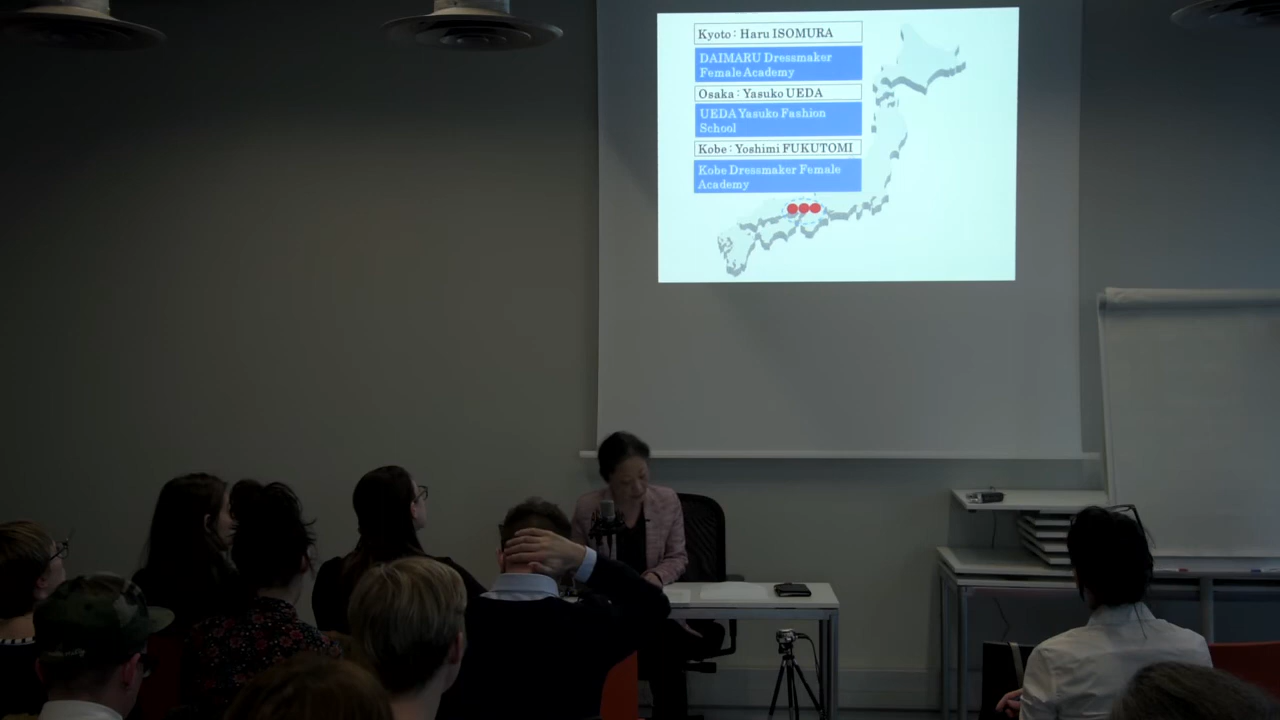 Kyoto : Haru ISOMURA
DAIMARU Dressmaker
Female Academy
Osaka : Yasuko UEDA
UEDA Yasuko Fashion
School
Kobe : Yoshimi FUKUTOMI
Kobe Dressmaker Female
Academy